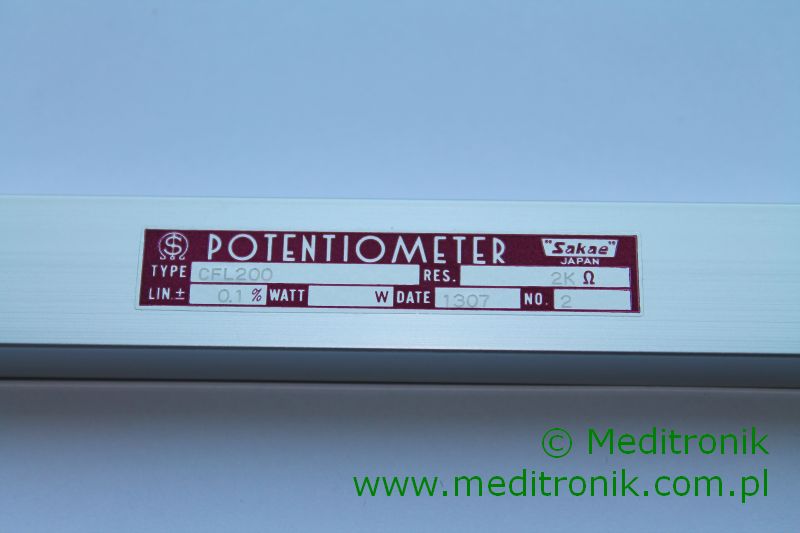 POTENTIOMETER "Sakae"
JAPAN
TYPE CFL200 RES. 2K Ω
LIN.± 0.1 % WATT W DATE 1307 NO. 2
© Meditronik
www.meditronik.com.pl